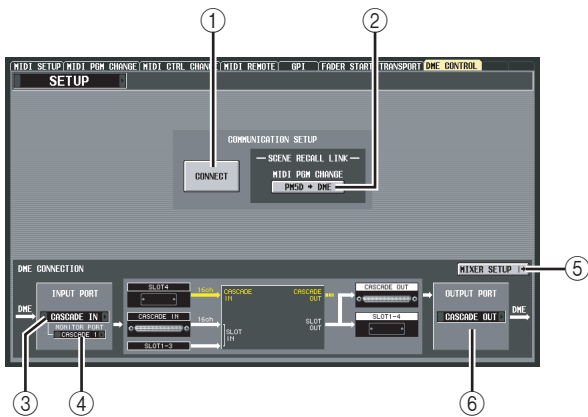 ① ②
MIDI SETUP MIDI PGM CHANGE MIDI CTRL CHANGE MIDI REMOTE GPI FADER START TRANSPORT DME CONTROL
SETUP
COMMUNICATION SETUP
CONNECT
SCENE RECALL LINK
MIDI PGM CHANGE
PM5D → DME
DME CONNECTION
MIXER SETUP
⑤
INPUT PORT
DME
CASCADE IN
MONITOR PORT
CASCADE 1
SLOT4
16ch
CASCADE IN
16ch
SLOT1-3
CASCADE
IN
CASCADE
OUT
SLOT
IN
SLOT
OUT
CASCADE OUT
SLOT1-4
OUTPUT PORT
DME
CASCADE OUT
③ ④ ⑥